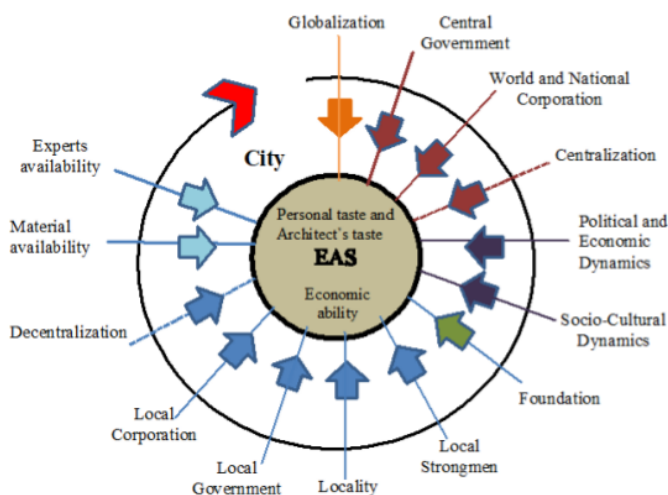 Globalization
Central
Government
World and National
Corporation
Centralization
Political and
Economic
Dynamics
Socio-Cultural
Dynamics
Foundation
Local
Strongmen
Locality
Local
Government
Local
Corporation
Decentralization
Material
availability
Experts
availability
City
Personal taste and
Architect's taste
EAS
Economic
ability